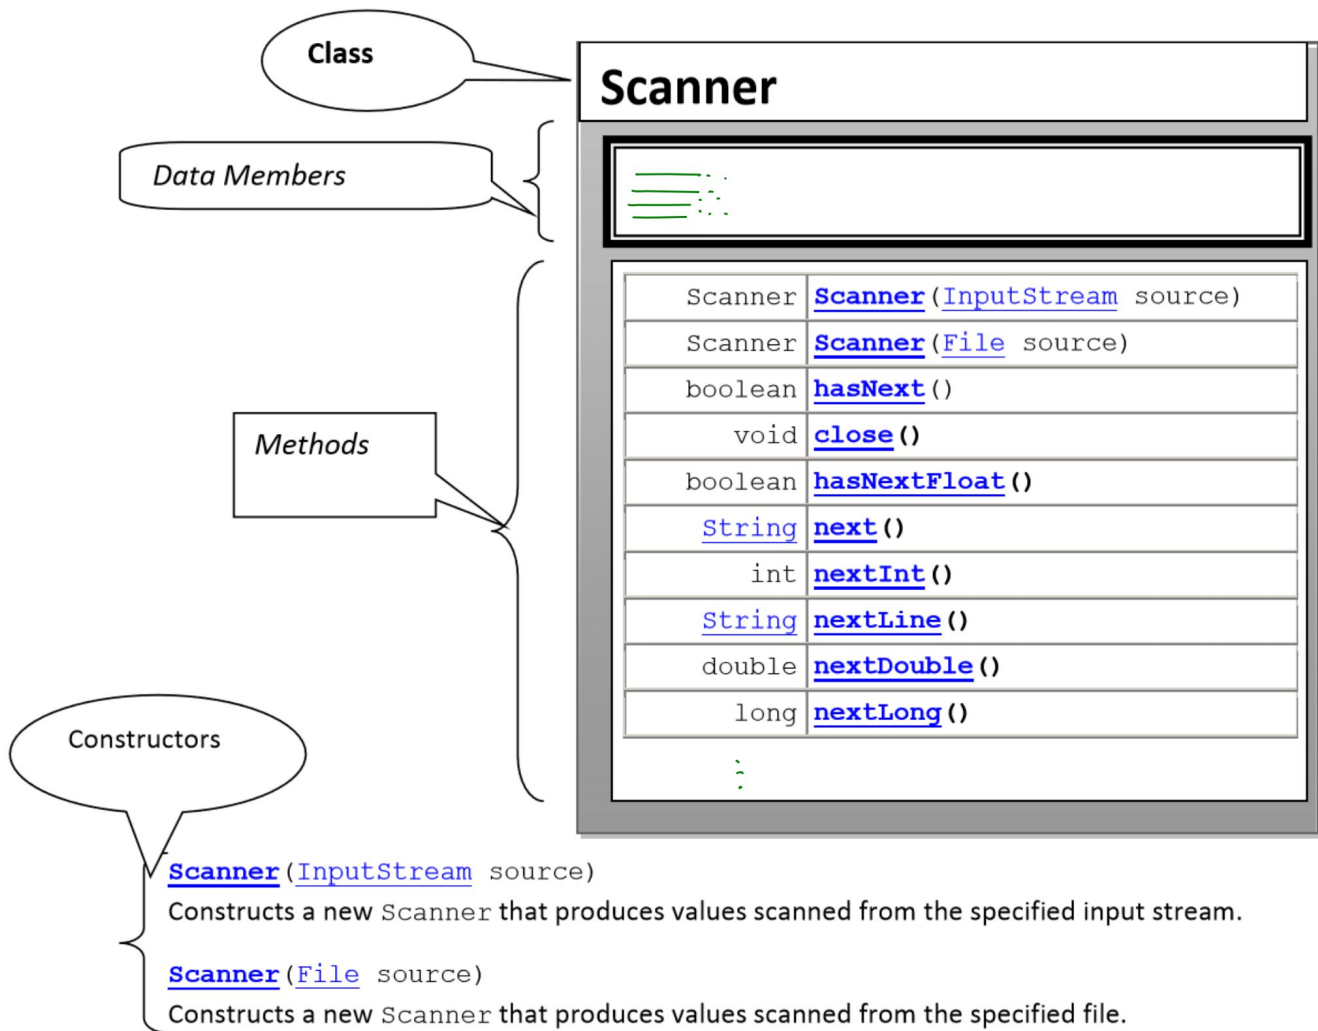 Class
Scanner
Data Members
Methods
Scanner Scanner(InputStream source)
Scanner Scanner(File source)
boolean hasNext()
void close()
boolean hasNextFloat()
String next()
int nextInt()
String nextLine()
double nextDouble()
long nextLong()
Constructors
Scanner(InputStream source)
Constructs a new Scanner that produces values scanned from the specified input stream.
Scanner(File source)
Constructs a new Scanner that produces values scanned from the specified file.